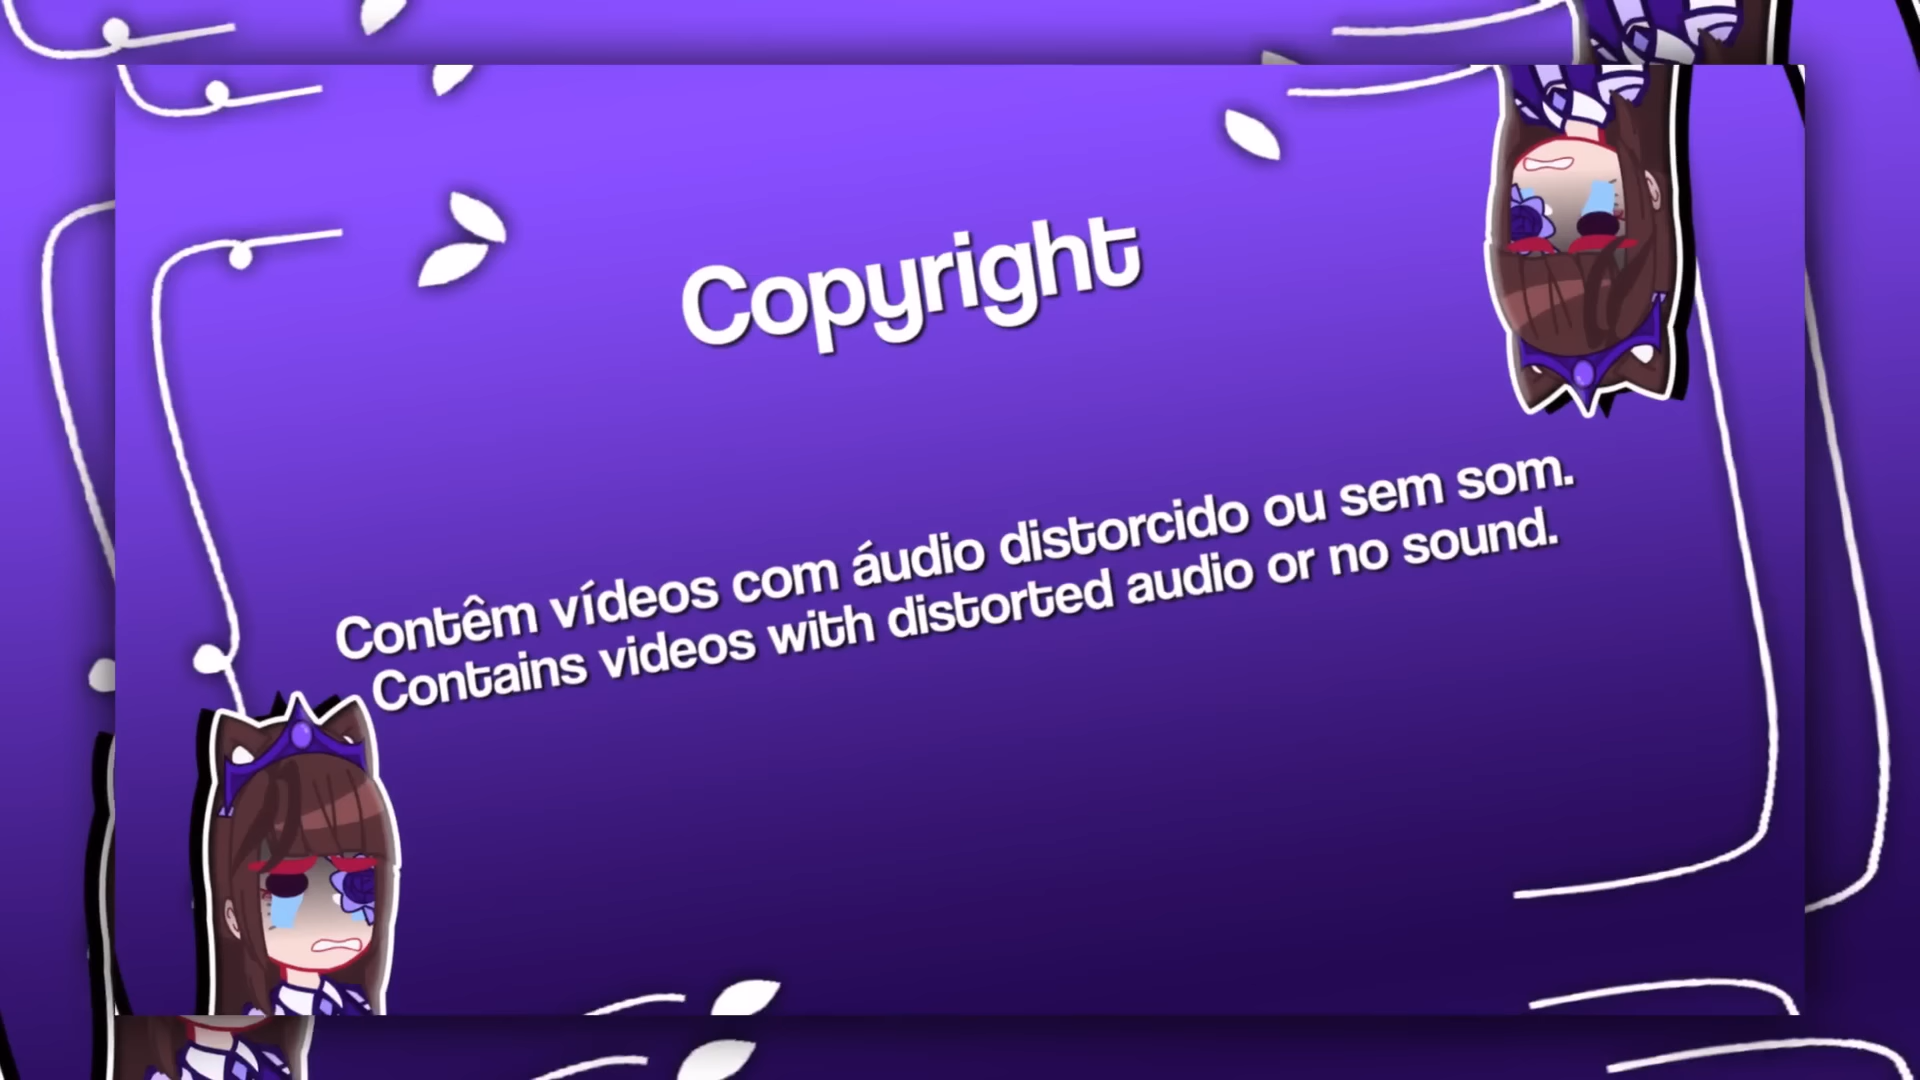 Copyright
Contêm vídeos com áudio distorcido ou sem som.
Contains videos with distorted audio or no sound.